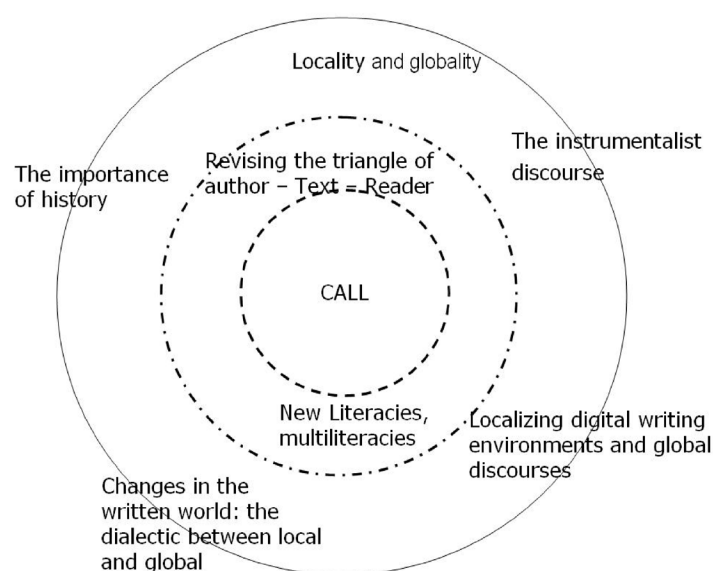 Locality and globality
The instrumentalist
discourse
The importance
of history
Revising the triangle of
author – Text = Reader
CALL
New Literacies,
multiliteracies
Localizing digital writing
environments and global
discourses
Changes in the
written world: the
dialectic between local
and global